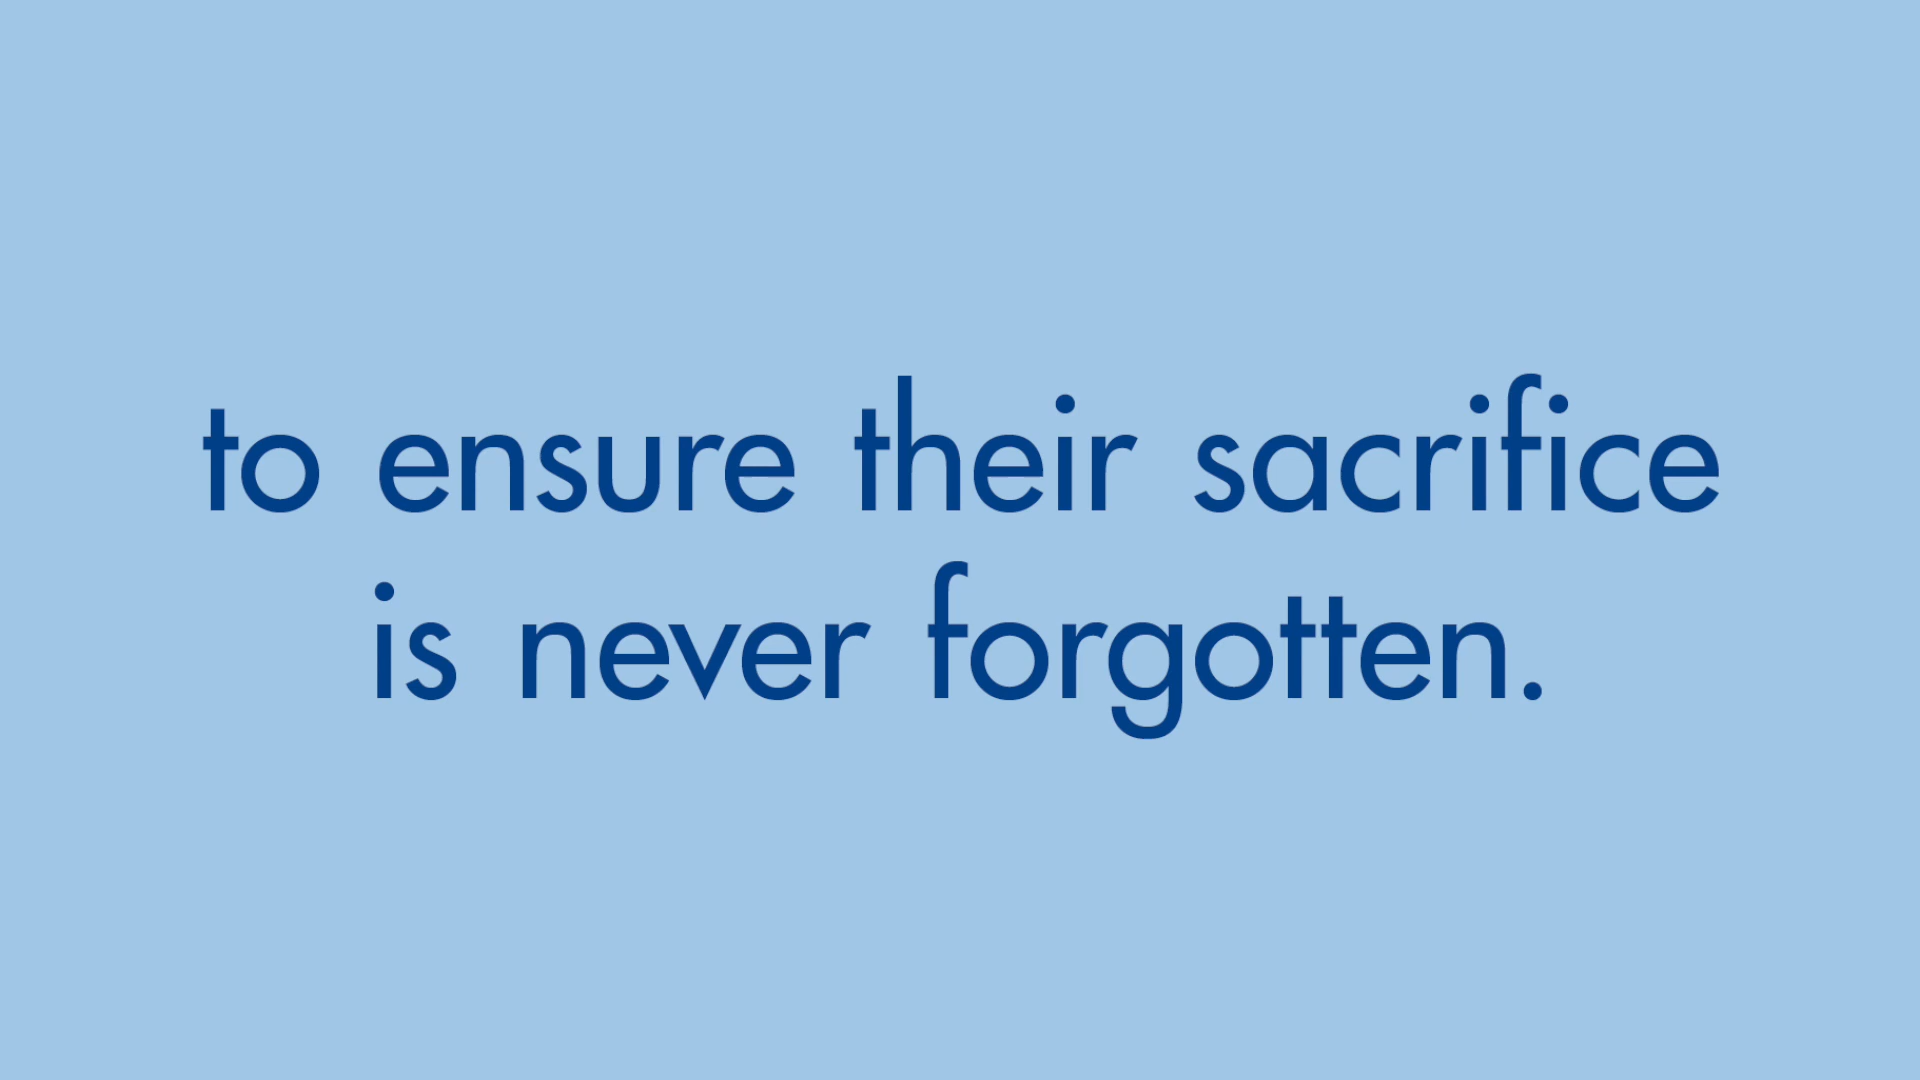 to ensure their sacrifice
is never forgotten.